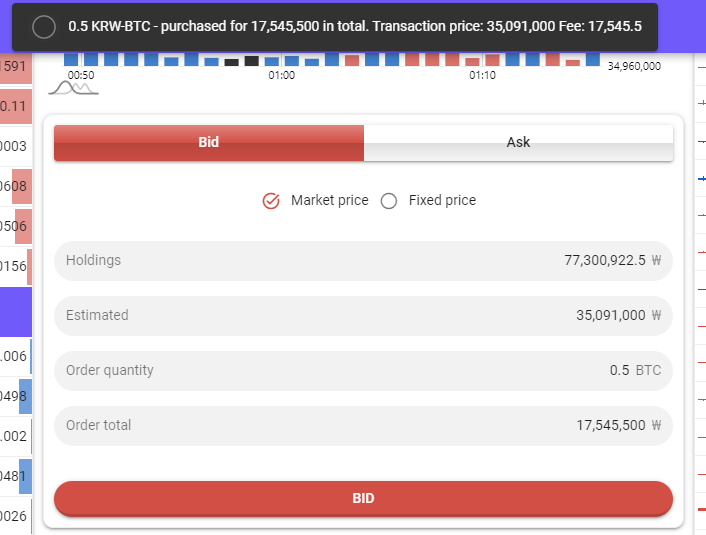 0.5 KRW-BTC - purchased for 17,545,500 in total. Transaction price: 35,091,000 Fee: 17,545.5
1591
34,960,000
00:50 01:00 01:10
0.11
0003
Bid Ask
0608
Market price Fixed price
0506
Holdings 77,300,922.5 ₩
0156
Estimated 35,091,000 ₩
.006
Order quantity 0.5 BTC
0498
Order total 17,545,500 ₩
.002
0481
BID
0026